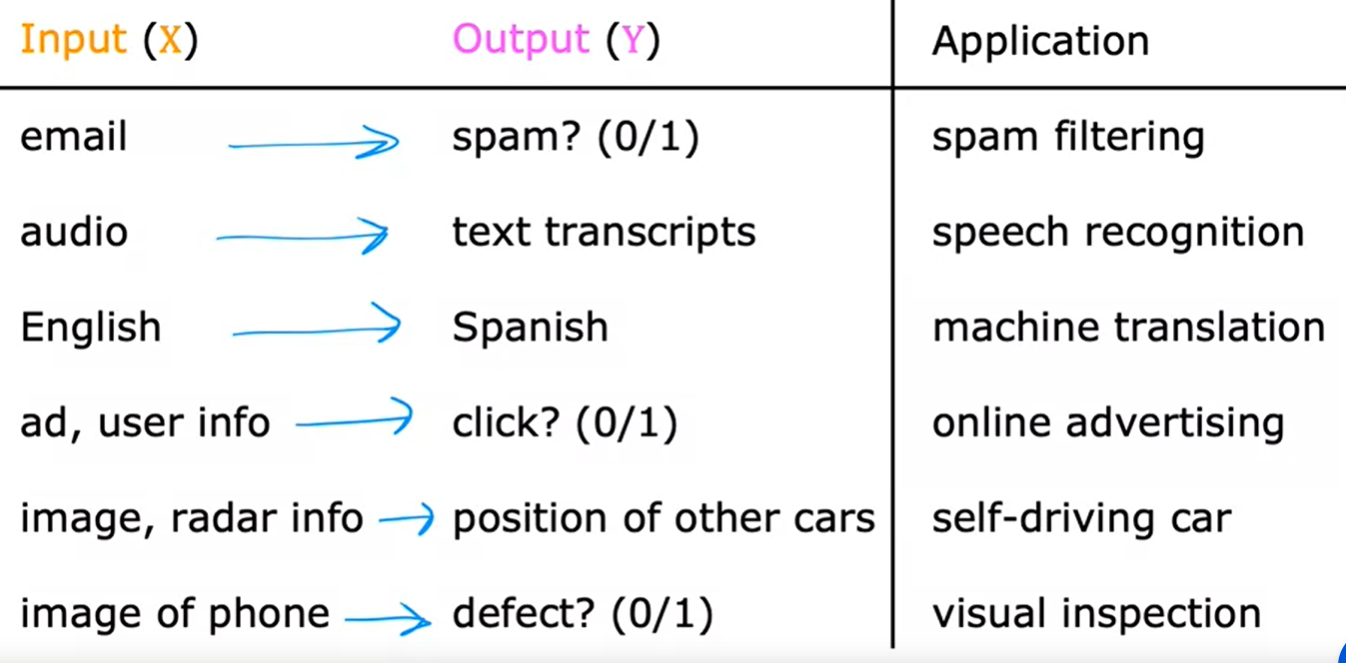 Input (X) Output (Y) Application
email spam? (0/1) spam filtering
audio text transcripts speech recognition
English Spanish machine translation
ad, user info click? (0/1) online advertising
image, radar info position of other cars self-driving car
image of phone defect? (0/1) visual inspection